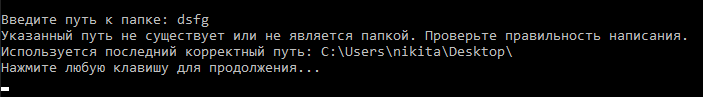 Введите путь к папке: dsfg
Указанный путь не существует или не является папкой. Проверьте правильность написания.
Используется последний корректный путь: C:\Users\nikita\Desktop\
Нажмите любую клавишу для продолжения...